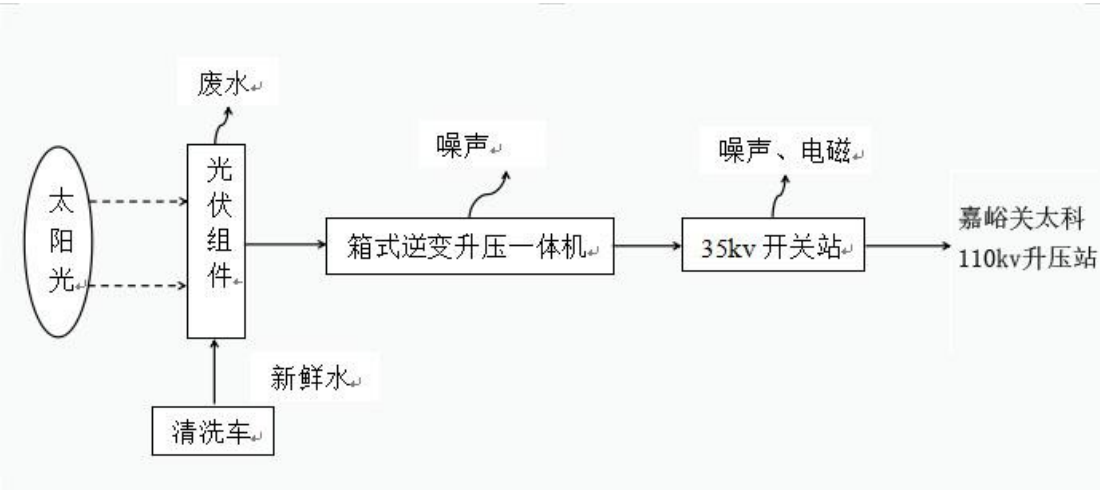 废水
噪声
噪声、电磁
太阳光
光伏组件
箱式逆变升压一体机
35kv 开关站
嘉峪关太科
110kv升压站
新鲜水
清洗车